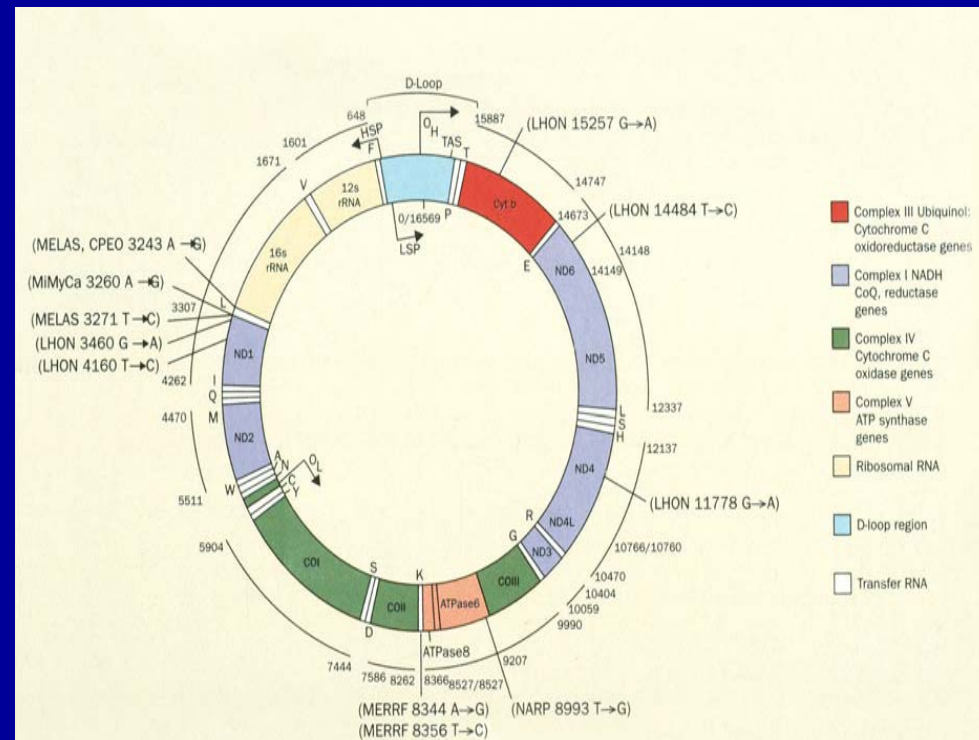 D-Loop
648
HSP
F
O
H
TAS
T
15887
(LHON 15257 G→A)
1601
1671
V
12s
rRNA
0/16569
LSP
P
Cyt b
14747
14673
(LHON 14484 T→C)
E
ND6
14148
14149
16s
rRNA
(MELAS, CPEO 3243 A→G)
(MiMyCa 3260 A→G)
L
3307
(MELAS 3271 T→C)
(LHON 3460 G→A)
(LHON 4160 T→C)
ND1
ND5
4262
I
Q
4470
M
ND2
L
S
H
12337
12137
ND4
A
N
C
Y
O
L
W
5511
(LHON 11778 G→A)
R
ND4L
G
ND3
10766/10760
5904
COI
S
COII
K
ATPase6
COIII
10470
10404
10059
9990
D
ATPase8
9207
7444
7586
8262
8366
8527/8527
(MERRF 8344 A→G)
(MERRF 8356 T→C)
(NARP 8993 T→G)
Complex III Ubiquinol:
Cytochrome C
oxidoreductase genes
Complex I NADH
CoQ, reductase
genes
Complex IV
Cytochrome C
oxidase genes
Complex V
ATP synthase
genes
Ribosomal RNA
D-loop region
Transfer RNA